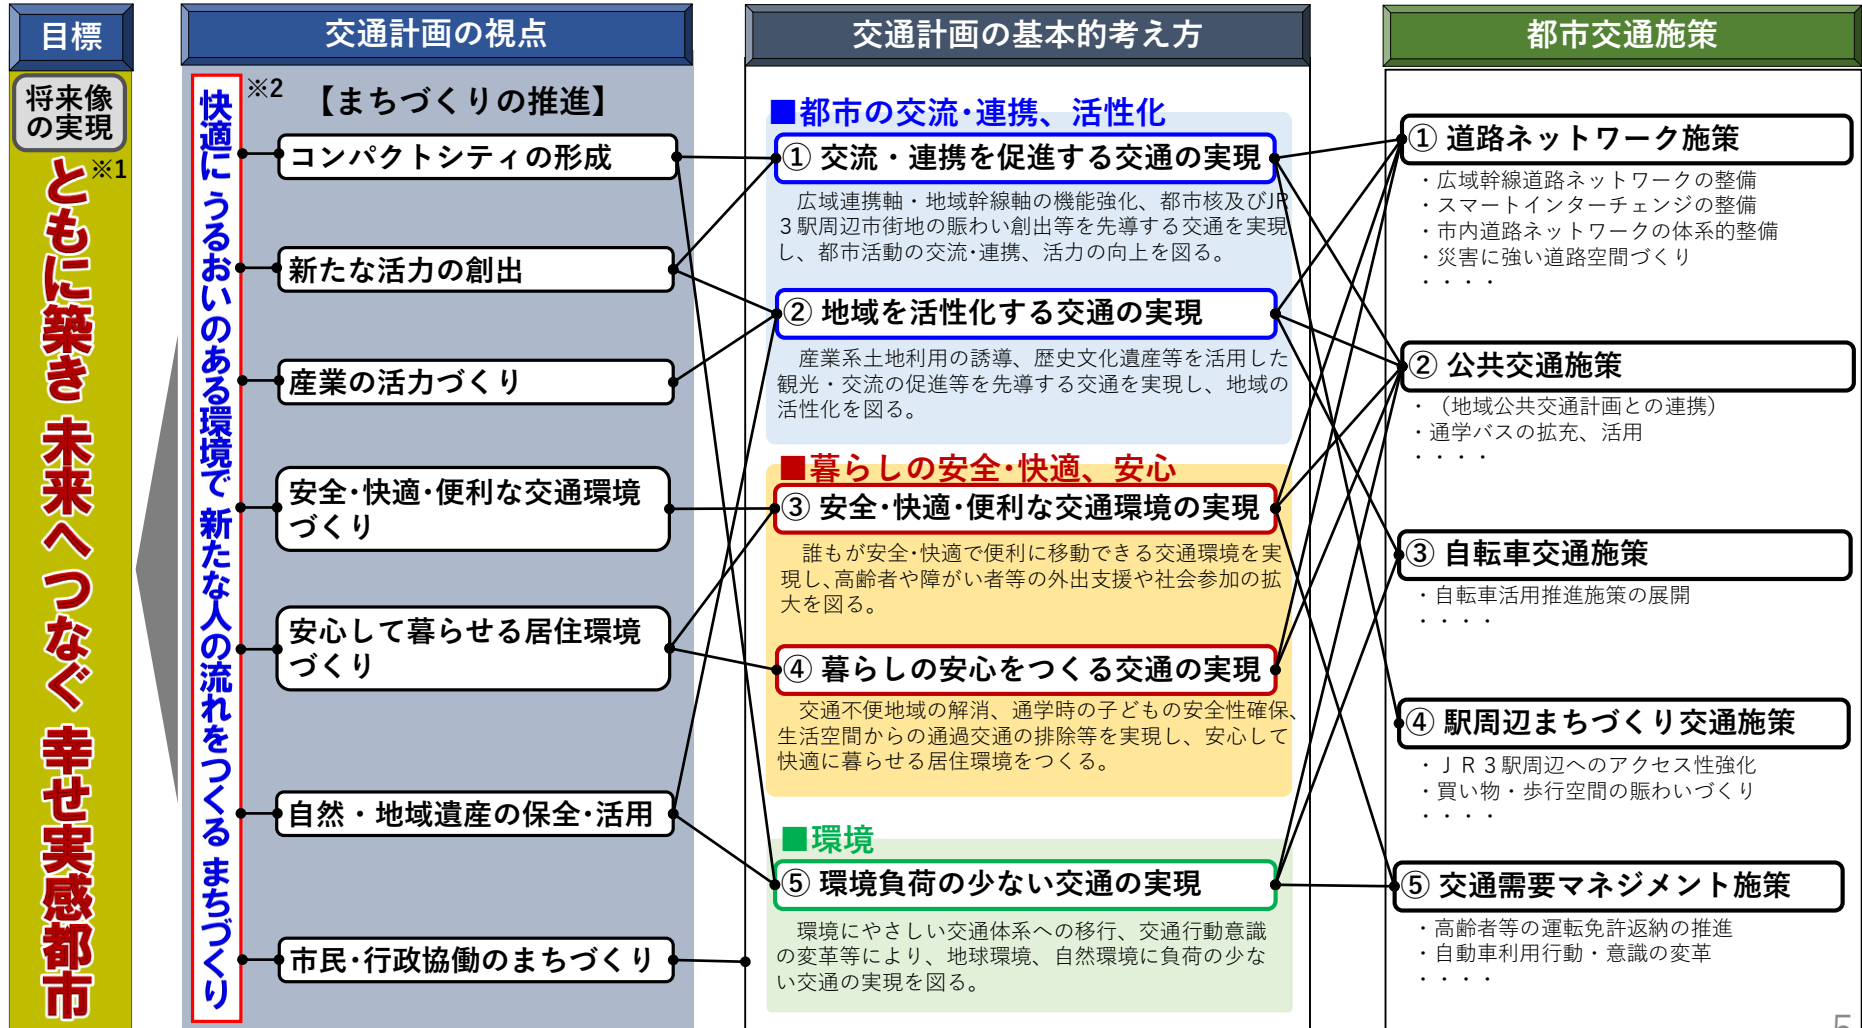 目標
将来像
の実現
ともに築き 未来へつなぐ 幸せ実感都市
※1
交通計画の視点
快適に うるおいのある環境で 新たな人の流れをつくる まちづくり
※2
【まちづくりの推進】
コンパクトシティの形成
新たな活力の創出
産業の活力づくり
安全・快適・便利な交通環境
づくり
安心して暮らせる居住環境
づくり
自然・地域遺産の保全・活用
市民・行政協働のまちづくり
交通計画の基本的考え方
■都市の交流・連携、活性化
① 交流・連携を促進する交通の実現
広域連携軸・地域幹線軸の機能強化、都市核及びJR
３駅周辺市街地の賑わい創出等を先導する交通を実現
し、都市活動の交流・連携、活力の向上を図る。
② 地域を活性化する交通の実現
産業系土地利用の誘導、歴史文化遺産等を活用した
観光・交流の促進等を先導する交通を実現し、地域の
活性化を図る。
■暮らしの安全・快適、安心
③ 安全・快適・便利な交通環境の実現
誰もが安全・快適で便利に移動できる交通環境を実
現し、高齢者や障がい者等の外出支援や社会参加の拡
大を図る。
④ 暮らしの安心をつくる交通の実現
交通不便地域の解消、通学時の子どもの安全性確保、
生活空間からの通過交通の排除等を実現し、安心して
快適に暮らせる居住環境をつくる。
■環境
⑤ 環境負荷の少ない交通の実現
環境にやさしい交通体系への移行、交通行動意識
の変革等により、地球環境、自然環境に負荷の少な
い交通の実現を図る。
都市交通施策
① 道路ネットワーク施策
・広域幹線道路ネットワークの整備
・スマートインターチェンジの整備
・市内道路ネットワークの体系的整備
・災害に強い道路空間づくり
・・・・
② 公共交通施策
・（地域公共交通計画との連携）
・通学バスの拡充、活用
・・・・
③ 自転車交通施策
・自転車活用推進施策の展開
・・・・
④ 駅周辺まちづくり交通施策
・ＪＲ３駅周辺へのアクセス性強化
・買い物・歩行空間の賑わいづくり
・・・・
⑤ 交通需要マネジメント施策
・高齢者等の運転免許返納の推進
・自動車利用行動・意識の変革
・・・・
5